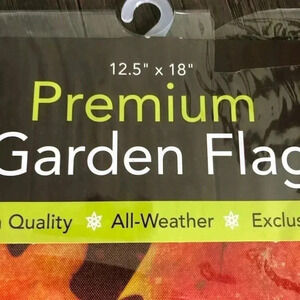 12.5" x 18"
Premium
Garden Flag
Quality ❋ All-Weather ❋